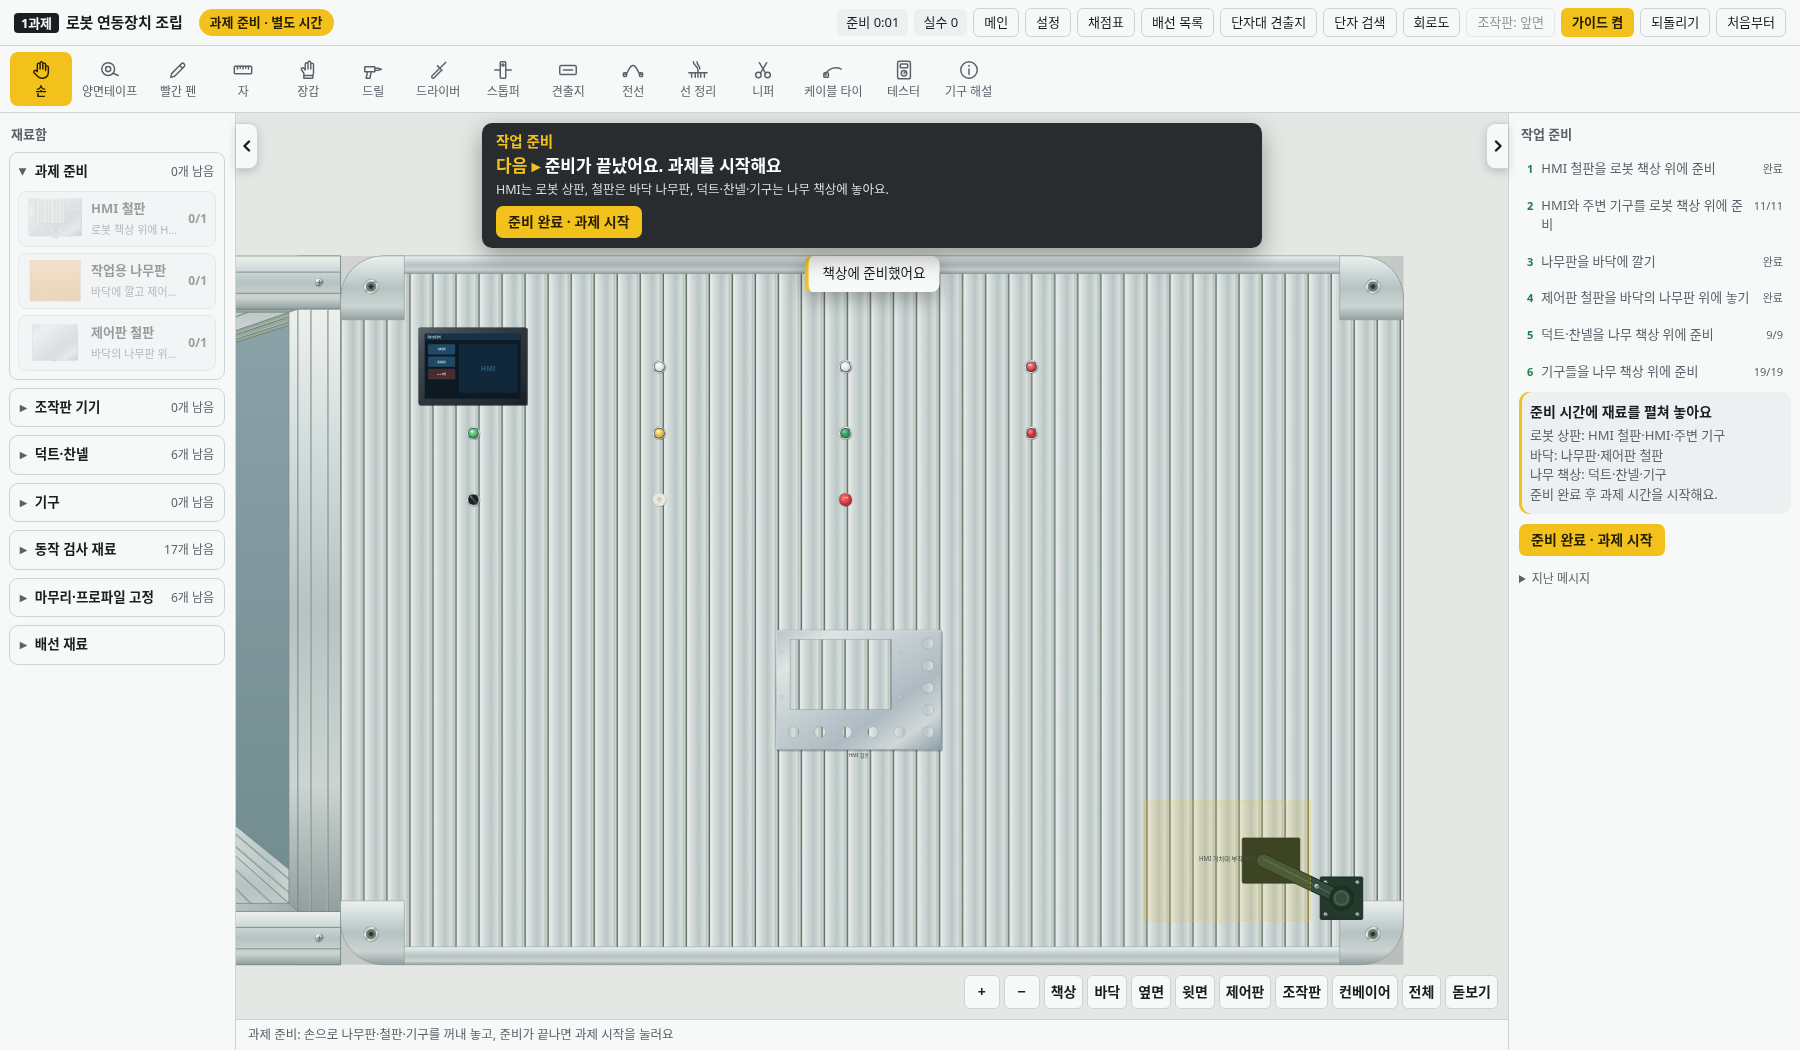 1과제 로봇 연동장치 조립 과제 준비 · 별도 시간 준비 0:01 실수 0 메인 설정 채점표 배선 목록 단자대 견출지 단자 검색 회로도 조작판: 앞면 가이드 켬 되돌리기 처음부터
손 양면테이프 빨간 펜 자 장갑 드릴 드라이버 스톱퍼 견출지 전선 선 정리 니퍼 케이블 타이 테스터 기구 해설
재료함
▼ 과제 준비 0개 남음
HMI 철판
로봇 책상 위에 H... 0/1
작업용 나무판
바닥에 깔고 제어... 0/1
제어판 철판
바닥의 나무판 위... 0/1
▶ 조작판 기기 0개 남음
▶ 덕트·찬넬 6개 남음
▶ 기구 0개 남음
▶ 동작 검사 재료 17개 남음
▶ 마무리·프로파일 고정 6개 남음
▶ 배선 재료
작업 준비
다음 ▸ 준비가 끝났어요. 과제를 시작해요
HMI는 로봇 상판, 철판은 바닥 나무판, 덕트·찬넬·기구는 나무 책상에 놓아요.
준비 완료 · 과제 시작
책상에 준비했어요
HMI
HMI 철판
+ − 책상 바닥 옆면 윗면 제어판 조작판 컨베이어 전체 돋보기
과제 준비: 손으로 나무판·철판·기구를 꺼내 놓고, 준비가 끝나면 과제 시작을 눌러요
작업 준비
1 HMI 철판을 로봇 책상 위에 준비 완료
2 HMI와 주변 기구를 로봇 책상 위에 준 11/11
비
3 나무판을 바닥에 깔기 완료
4 제어판 철판을 바닥의 나무판 위에 놓기 완료
5 덕트·찬넬을 나무 책상 위에 준비 9/9
6 기구들을 나무 책상 위에 준비 19/19
준비 시간에 재료를 펼쳐 놓아요
로봇 상판: HMI 철판·HMI·주변 기구
바닥: 나무판·제어판 철판
나무 책상: 덕트·찬넬·기구
준비 완료 후 과제 시간을 시작해요.
준비 완료 · 과제 시작
▶ 지난 메시지